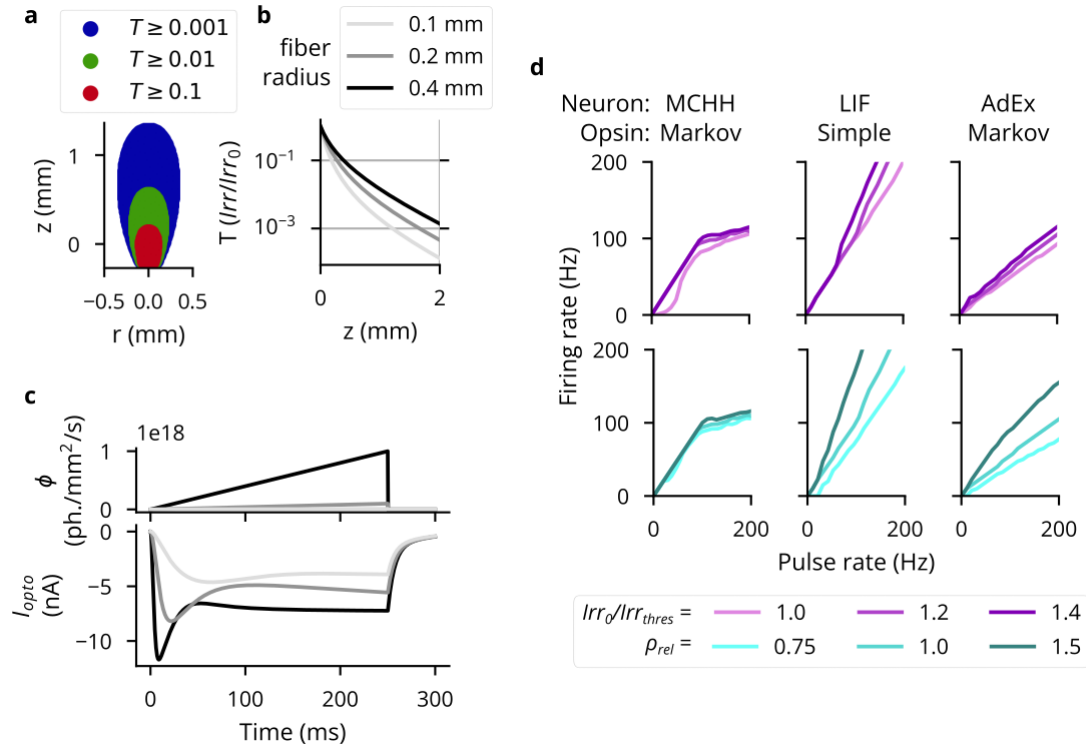 a
T ≥ 0.001
T ≥ 0.01
T ≥ 0.1
z (mm)
1
0
−0.5
0.0
0.5
r (mm)
b
fiber
radius
0.1 mm
0.2 mm
0.4 mm
T (Irr/Irr₀)
10⁻¹
10⁻³
0
2
z (mm)
c
1e18
ϕ
(ph./mm²/s)
1
0
I_opto
(nA)
0
−5
−10
0
100
200
300
Time (ms)
d
Neuron: MCHH LIF AdEx
Opsin: Markov Simple Markov
Firing rate (Hz)
200
100
0
200
100
0
0 200 0 200 0 200
Pulse rate (Hz)
Irr₀/Irr_thres = 1.0 1.2 1.4
ρ_rel = 0.75 1.0 1.5